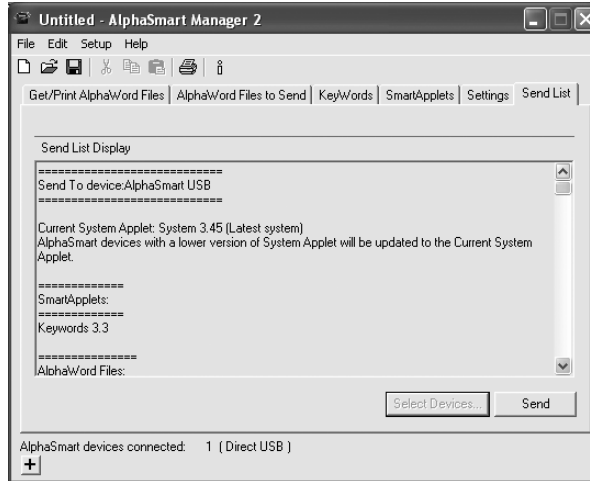 Untitled - AlphaSmart Manager 2
File Edit Setup Help
Get/Print AlphaWord Files AlphaWord Files to Send KeyWords SmartApplets Settings Send List
Send List Display
============================
Send To device:AlphaSmart USB
============================
Current System Applet: System 3.45 (Latest system)
AlphaSmart devices with a lower version of System Applet will be updated to the Current System
Applet.
=============
SmartApplets:
=============
Keywords 3.3
===============
AlphaWord Files:
Select Devices... Send
AlphaSmart devices connected: 1 ( Direct USB )
+